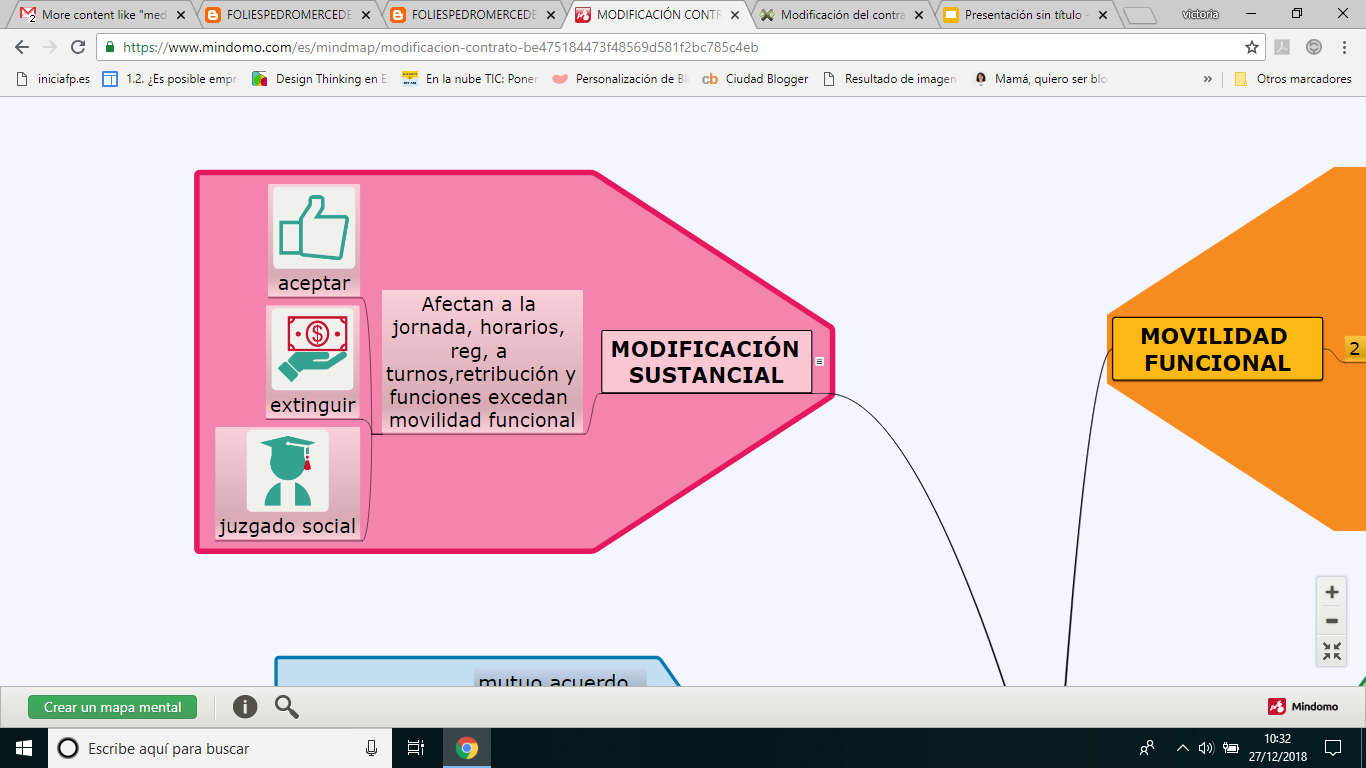 More content like "med
FOLIESPEDROMERCEDE
FOLIESPEDROMERCEDE
MODIFICACIÓN CONTR
Modificación del contra
Presentación sin título -
victoria
https://www.mindomo.com/es/mindmap/modificacion-contrato-be475184473f48569d581f2bc785c4eb
iniciafp.es
1.2. ¿Es posible empr
Design Thinking en E
En la nube TIC: Poner
Personalización de Bl
Ciudad Blogger
Resultado de imagen
Mamá, quiero ser blo
»
Otros marcadores
aceptar
extinguir
juzgado social
Afectan a la
jornada, horarios,
reg, a
turnos,retribución y
funciones excedan
movilidad funcional
MODIFICACIÓN
SUSTANCIAL
MOVILIDAD
FUNCIONAL
2
mutuo acuerdo
Crear un mapa mental
Mindomo
Escribe aquí para buscar
10:32
27/12/2018